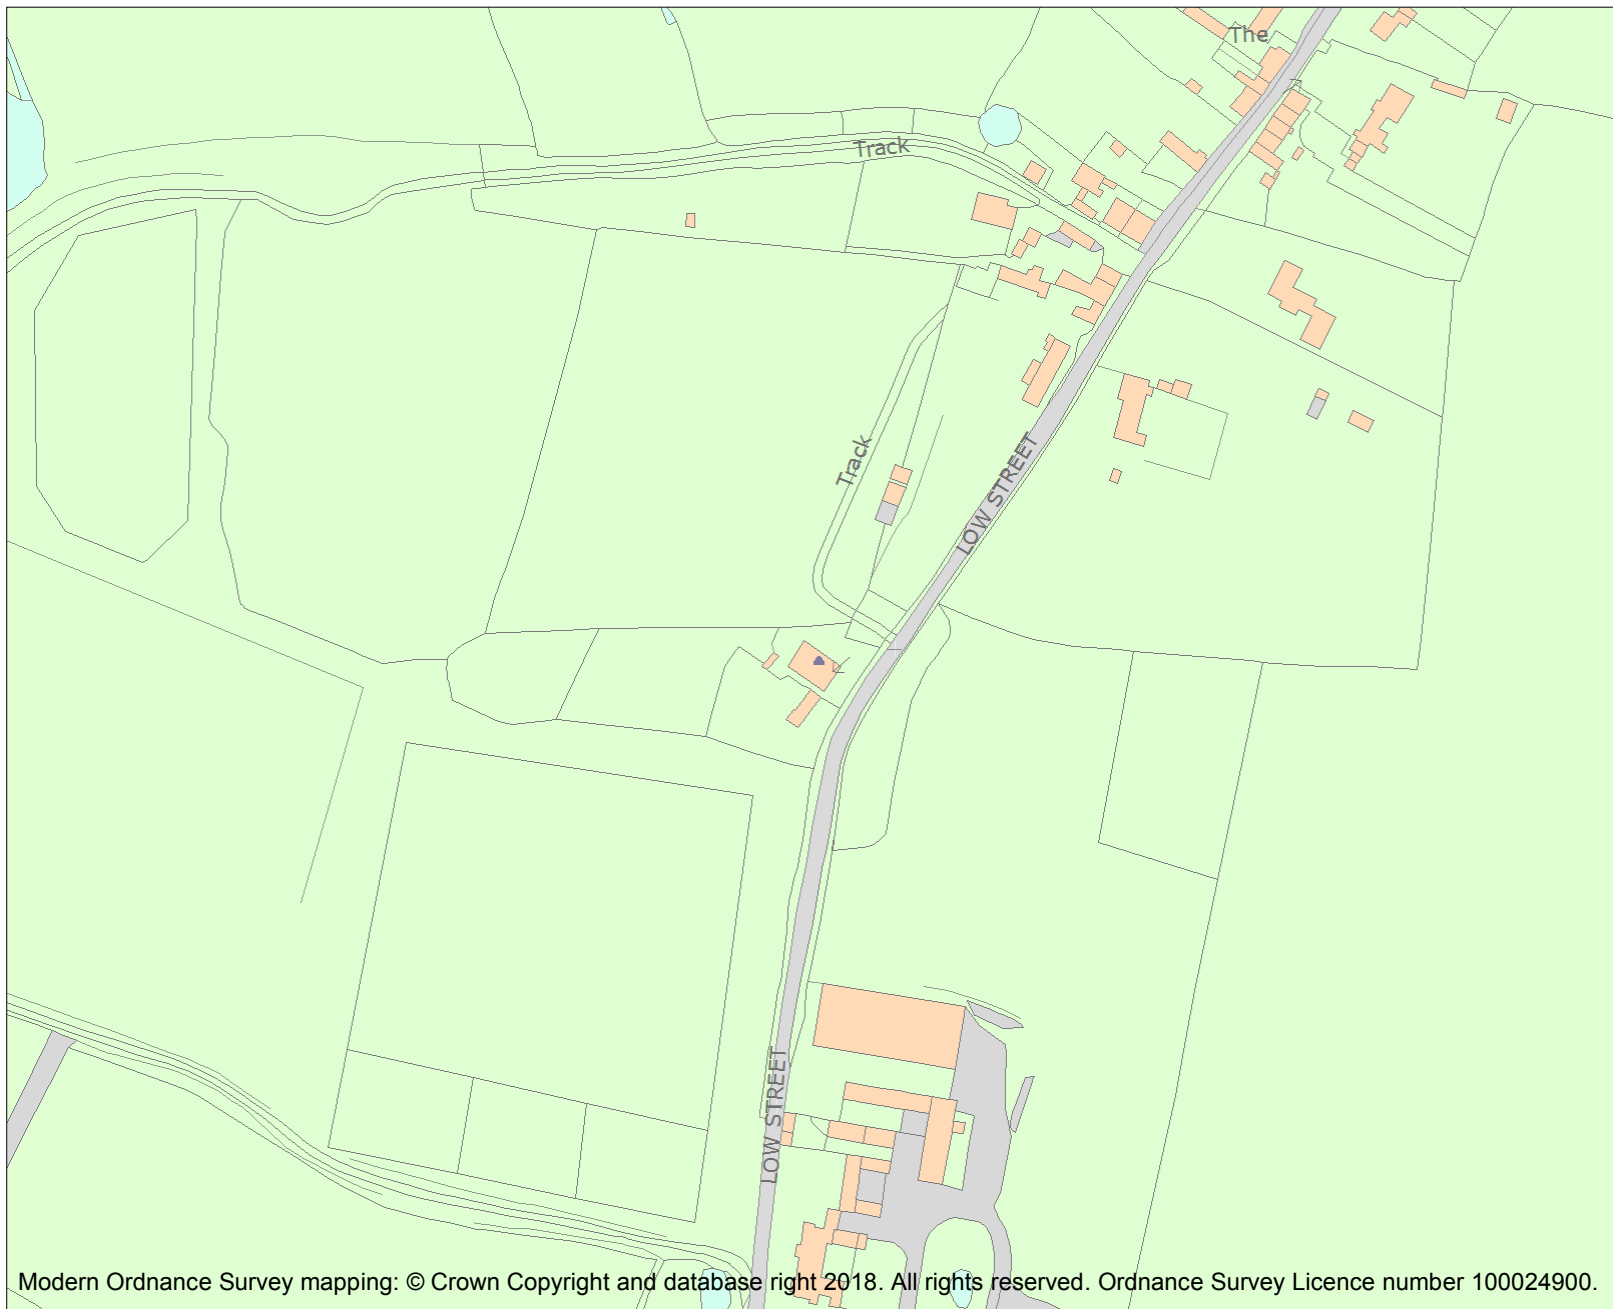 The
Track
Track
LOW STREET
LOW STREET
Modern Ordnance Survey mapping: © Crown Copyright and database right 2018. All rights reserved. Ordnance Survey Licence number 100024900.